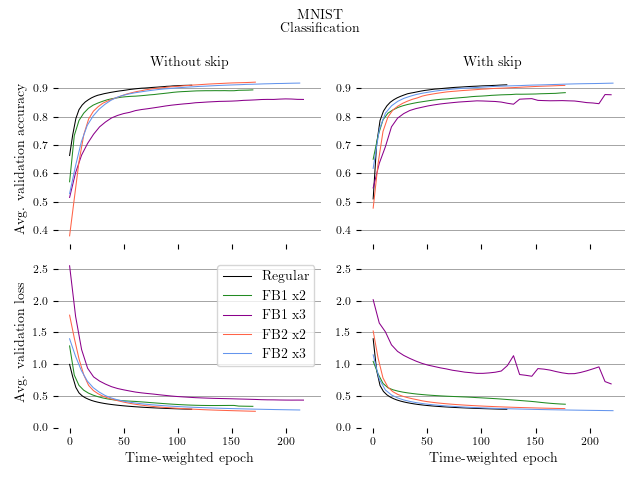 MNIST
Classification
Without skip
With skip
Avg. validation accuracy
0.9
0.8
0.7
0.6
0.5
0.4
0.9
0.8
0.7
0.6
0.5
0.4
Avg. validation loss
2.5
2.0
1.5
1.0
0.5
0.0
Regular
FB1 x2
FB1 x3
FB2 x2
FB2 x3
2.5
2.0
1.5
1.0
0.5
0.0
0 50 100 150 200
0 50 100 150 200
Time-weighted epoch
Time-weighted epoch